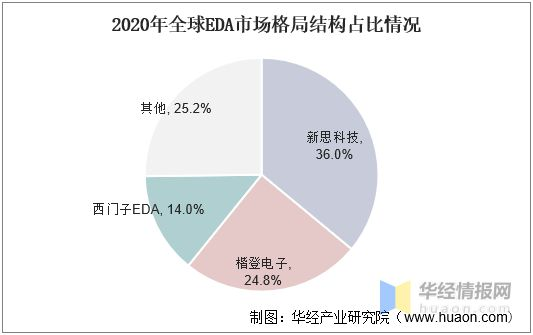 2020年全球EDA市场格局结构占比情况
其他, 25.2%
新思科技,
36.0%
西门子EDA, 14.0%
楷登电子,
24.8%
华经情报网
www.huaon.com
制图：华经产业研究院（www.huaon.com）